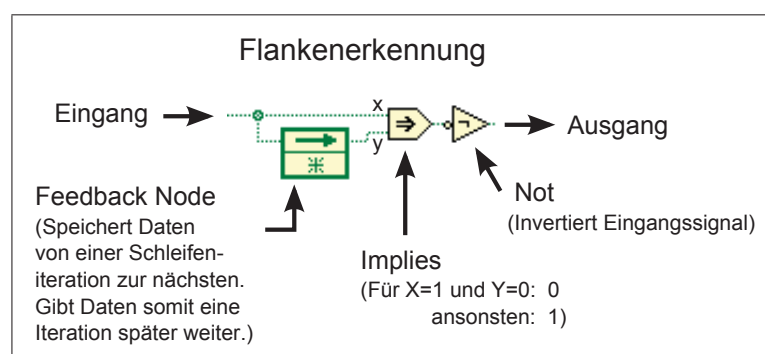 Flankenerkennung
Eingang
x
y
Ausgang
Feedback Node
(Speichert Daten
von einer Schleifen-
iteration zur nächsten.
Gibt Daten somit eine
Iteration später weiter.)
Implies
(Für X=1 und Y=0: 0
ansonsten: 1)
Not
(Invertiert Eingangssignal)